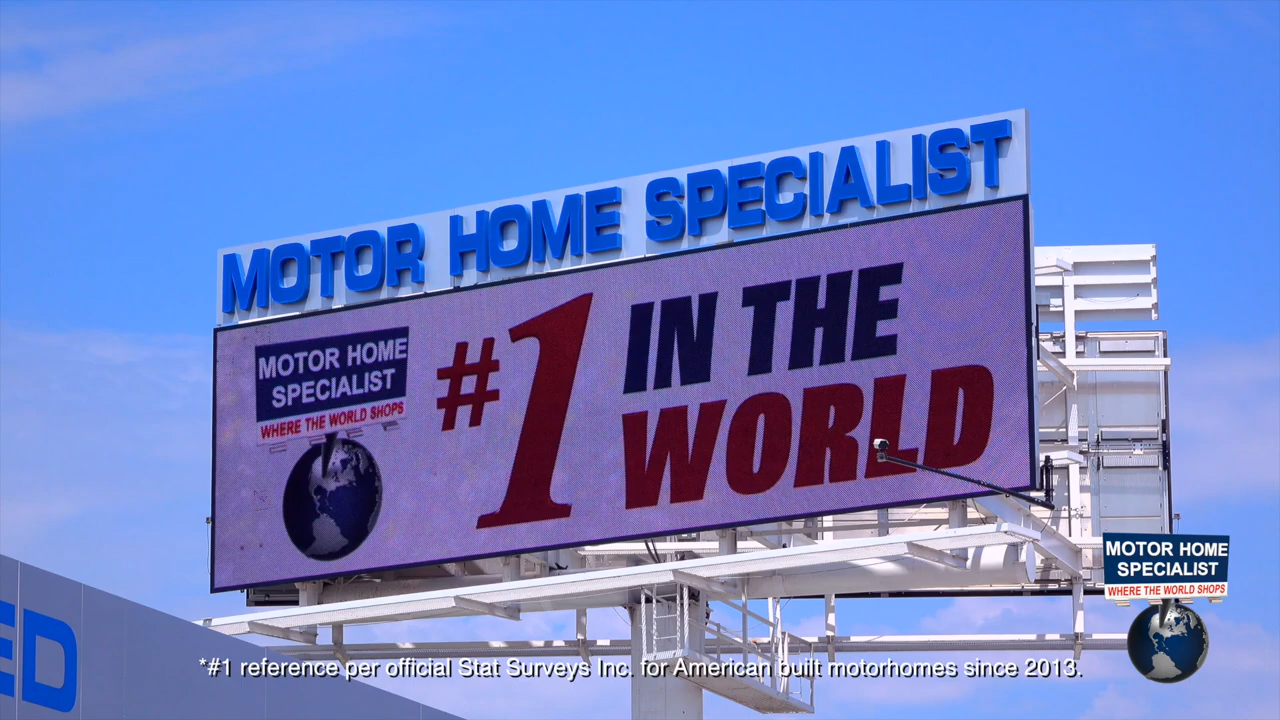 MOTOR HOME SPECIALIST
MOTOR HOME
SPECIALIST
WHERE THE WORLD SHOPS
#1 IN THE
WORLD
ED
MOTOR HOME
SPECIALIST
WHERE THE WORLD SHOPS
*#1 reference per official Stat Surveys Inc. for American built motorhomes since 2013.